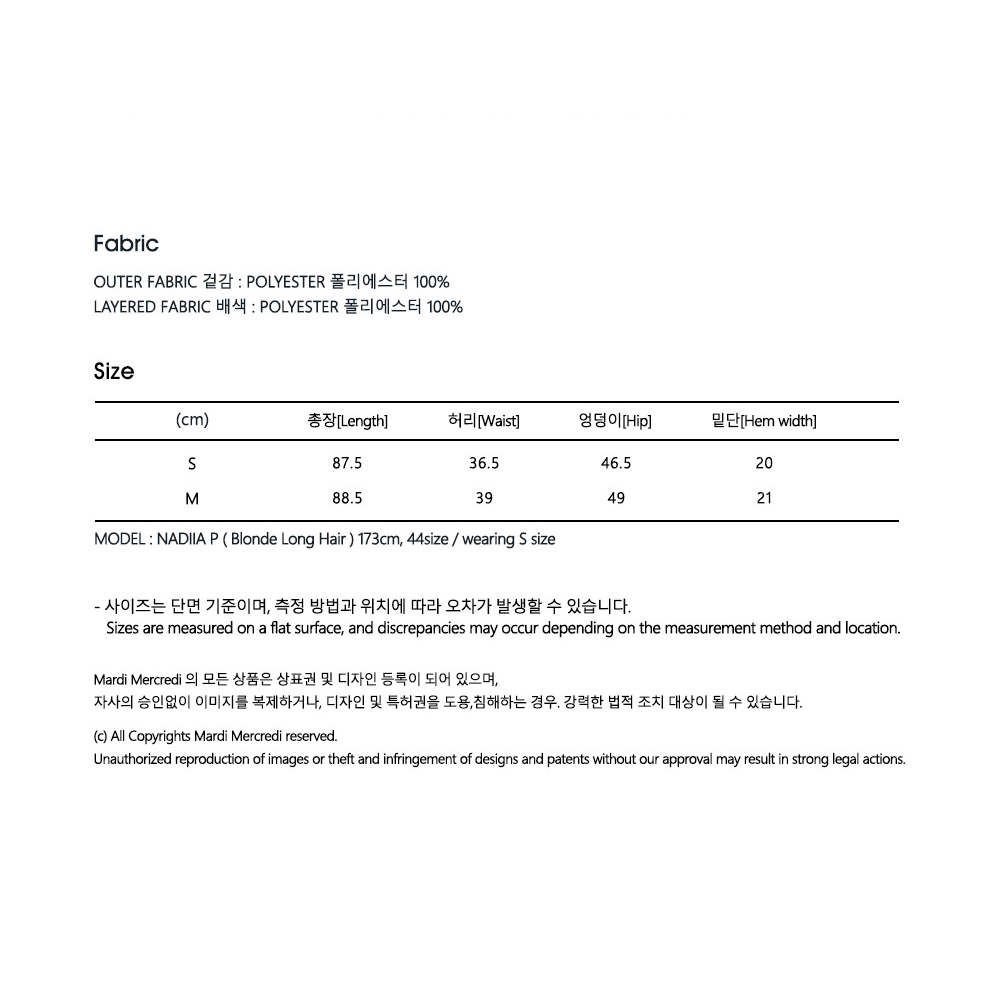 Fabric
OUTER FABRIC 겉감 : POLYESTER 폴리에스터 100%
LAYERED FABRIC 배색 : POLYESTER 폴리에스터 100%
Size
(cm) 총장[Length] 허리[Waist] 엉덩이[Hip] 밑단[Hem width]
S 87.5 36.5 46.5 20
M 88.5 39 49 21
MODEL : NADIIA P ( Blonde Long Hair ) 173cm, 44size / wearing S size
- 사이즈는 단면 기준이며, 측정 방법과 위치에 따라 오차가 발생할 수 있습니다.
Sizes are measured on a flat surface, and discrepancies may occur depending on the measurement method and location.
Mardi Mercredi 의 모든 상품은 상표권 및 디자인 등록이 되어 있으며,
자사의 승인없이 이미지를 복제하거나, 디자인 및 특허권을 도용,침해하는 경우. 강력한 법적 조치 대상이 될 수 있습니다.
(c) All Copyrights Mardi Mercredi reserved.
Unauthorized reproduction of images or theft and infringement of designs and patents without our approval may result in strong legal actions.